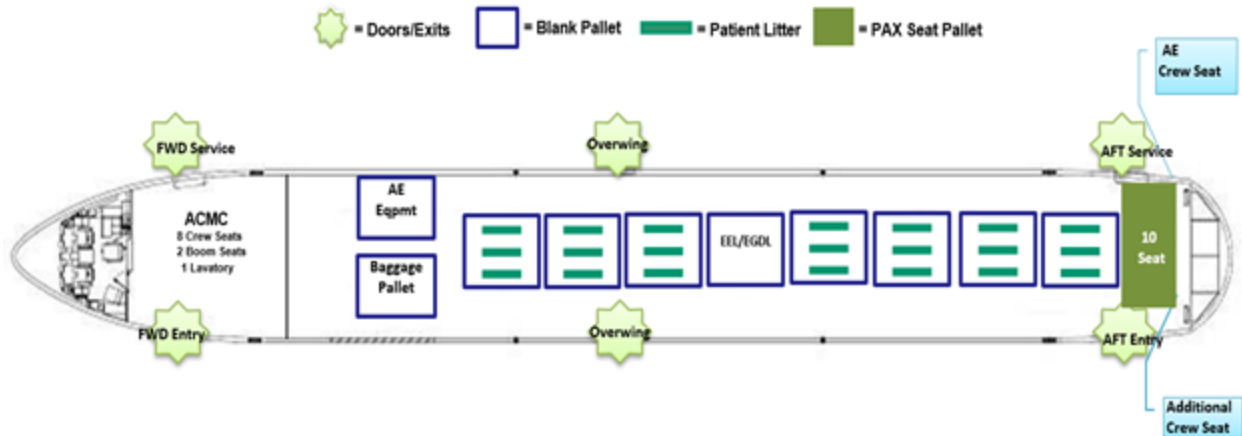 = Doors/Exits
= Blank Pallet
= Patient Litter
= PAX Seat Pallet
AE
Crew Seat
FWD Service
Overwing
AFT Service
ACMC
8 Crew Seats
2 Boom Seats
1 Lavatory
AE
Eqpmt
Baggage
Pallet
EEL/EGDL
10
Seat
FWD Entry
Overwing
AFT Entry
Additional
Crew Seat